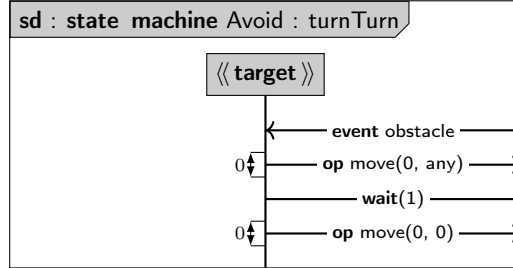 sd : state machine Avoid : turnTurn
⟪ target ⟫
event obstacle
0 op move(0, any)
wait(1)
0 op move(0, 0)